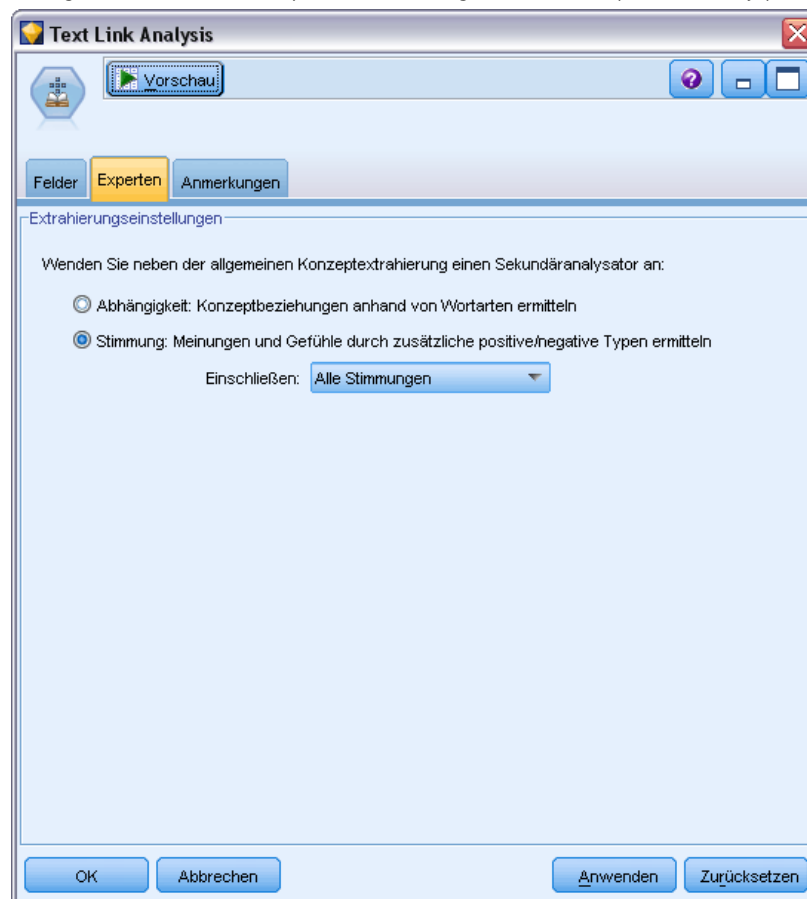 Text Link Analysis
Vorschau
Felder Experten Anmerkungen
Extrahierungseinstellungen
Wenden Sie neben der allgemeinen Konzeptextrahierung einen Sekundäranalysator an:
Abhängigkeit: Konzeptbeziehungen anhand von Wortarten ermitteln
Stimmung: Meinungen und Gefühle durch zusätzliche positive/negative Typen ermitteln
Einschließen: Alle Stimmungen
OK Abbrechen Anwenden Zurücksetzen